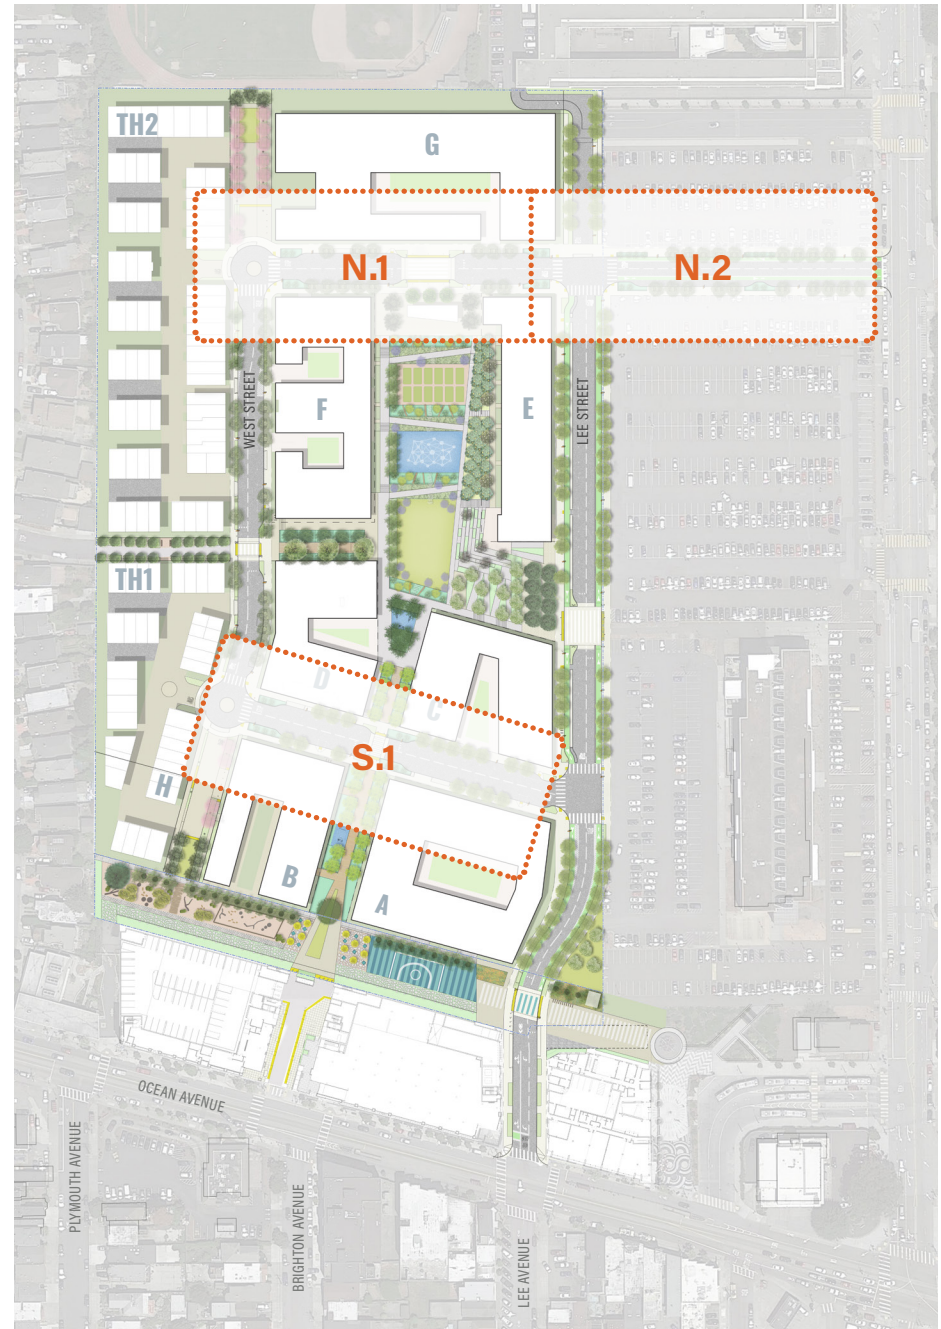 TH2
G
N.1
N.2
WEST STREET
F
E
LEE STREET
TH1
D
C
S.1
H
B
A
OCEAN AVENUE
PLYMOUTH AVENUE
BRIGHTON AVENUE
LEE AVENUE